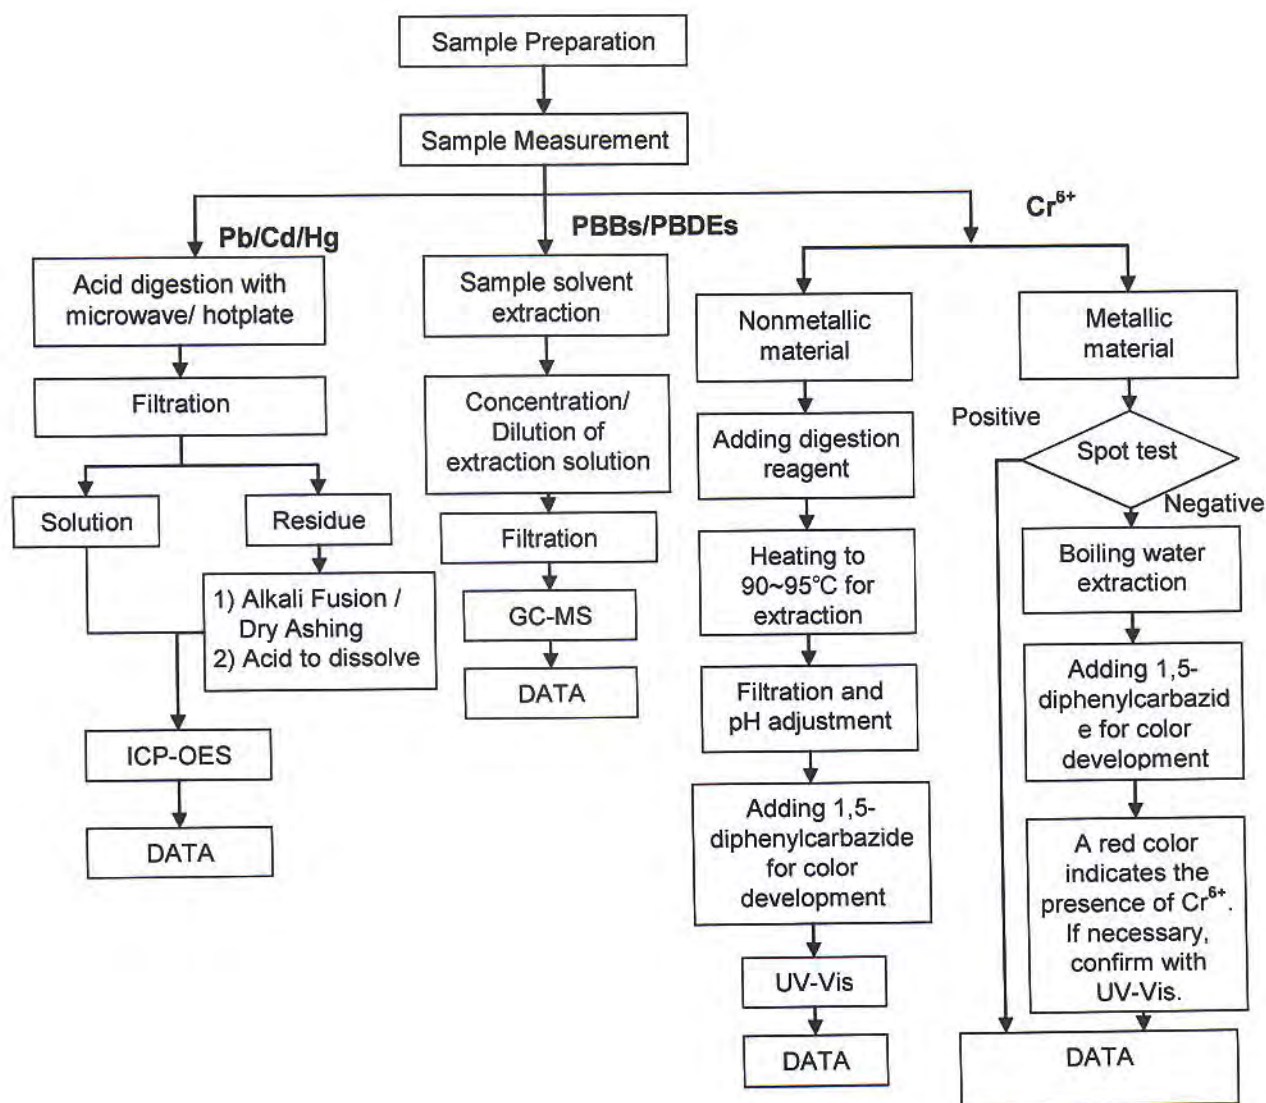 Sample Preparation
Sample Measurement
Pb/Cd/Hg
Acid digestion with
microwave/ hotplate
Filtration
Solution
Residue
1) Alkali Fusion /
Dry Ashing
2) Acid to dissolve
ICP-OES
DATA
PBBs/PBDEs
Sample solvent
extraction
Concentration/
Dilution of
extraction solution
Filtration
GC-MS
DATA
Cr⁶⁺
Nonmetallic
material
Adding digestion
reagent
Heating to
90~95℃ for
extraction
Filtration and
pH adjustment
Adding 1,5-
diphenylcarbazide
for color
development
UV-Vis
DATA
Metallic
material
Positive
Spot test
Negative
Boiling water
extraction
Adding 1,5-
diphenylcarbazid
e for color
development
A red color
indicates the
presence of Cr⁶⁺.
If necessary,
confirm with
UV-Vis.
DATA